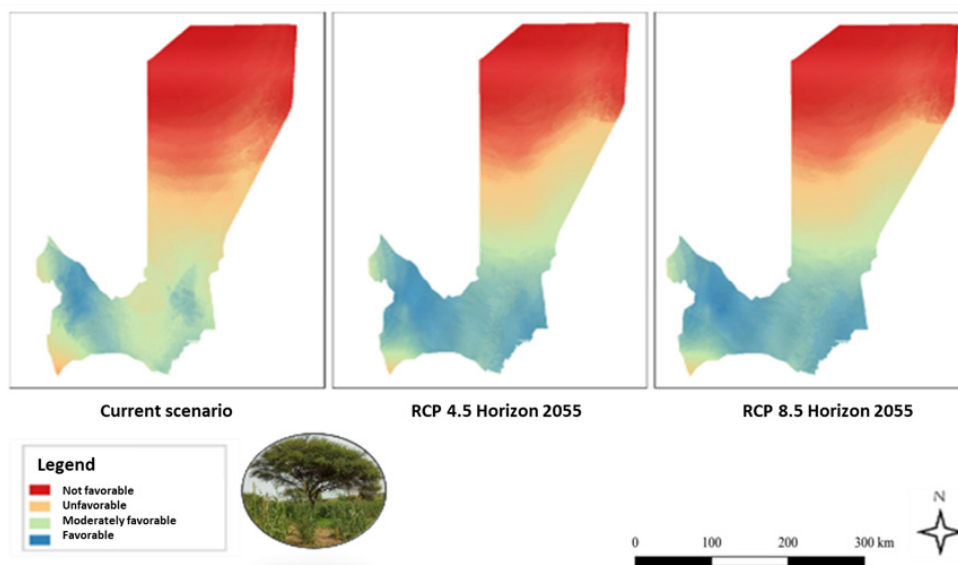 Current scenario
RCP 4.5 Horizon 2055
RCP 8.5 Horizon 2055
Legend
Not favorable
Unfavorable
Moderately favorable
Favorable
N
0 100 200 300 km